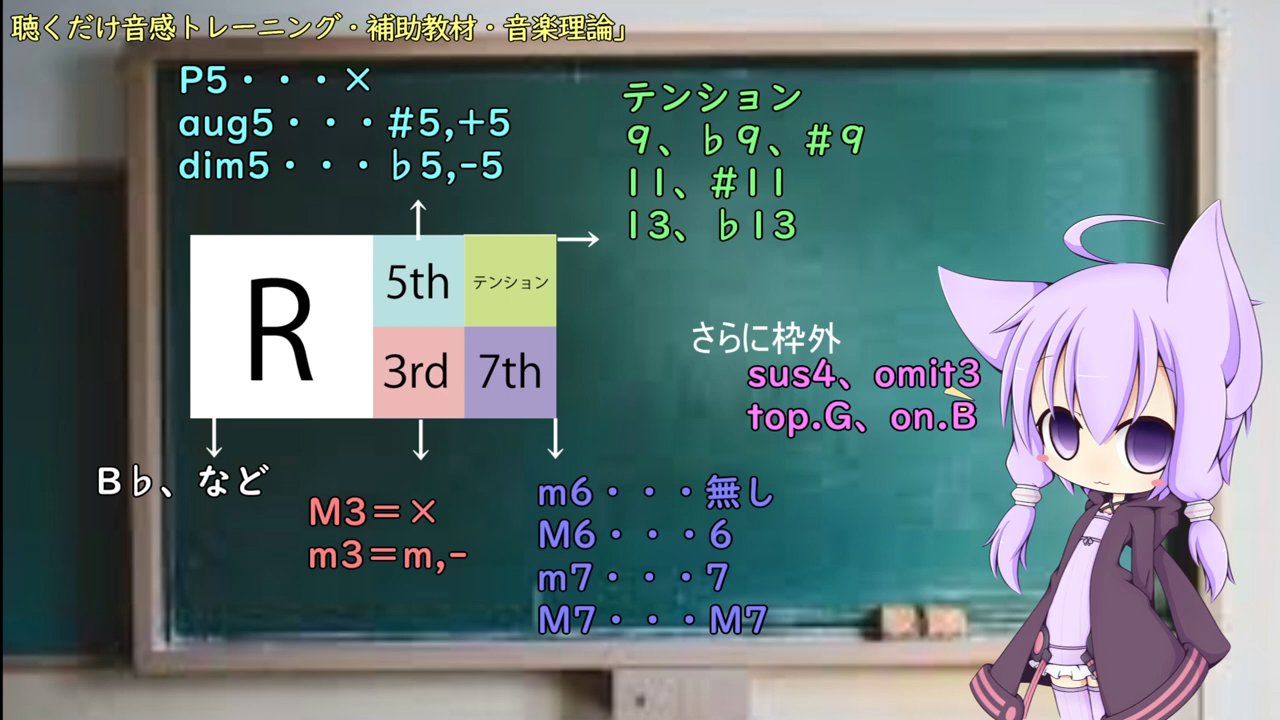 聴くだけ音感トレーニング・補助教材・音楽理論」
P5・・・×
aug5・・・#5,+5
dim5・・・♭5,-5
テンション
9、♭9、#9
11、#11
13、♭13
R
5th
テンション
3rd
7th
さらに枠外
sus4、omit3
top.G、on.B
B♭、など
M3=×
m3=m,-
m6・・・無し
M6・・・6
m7・・・7
M7・・・M7